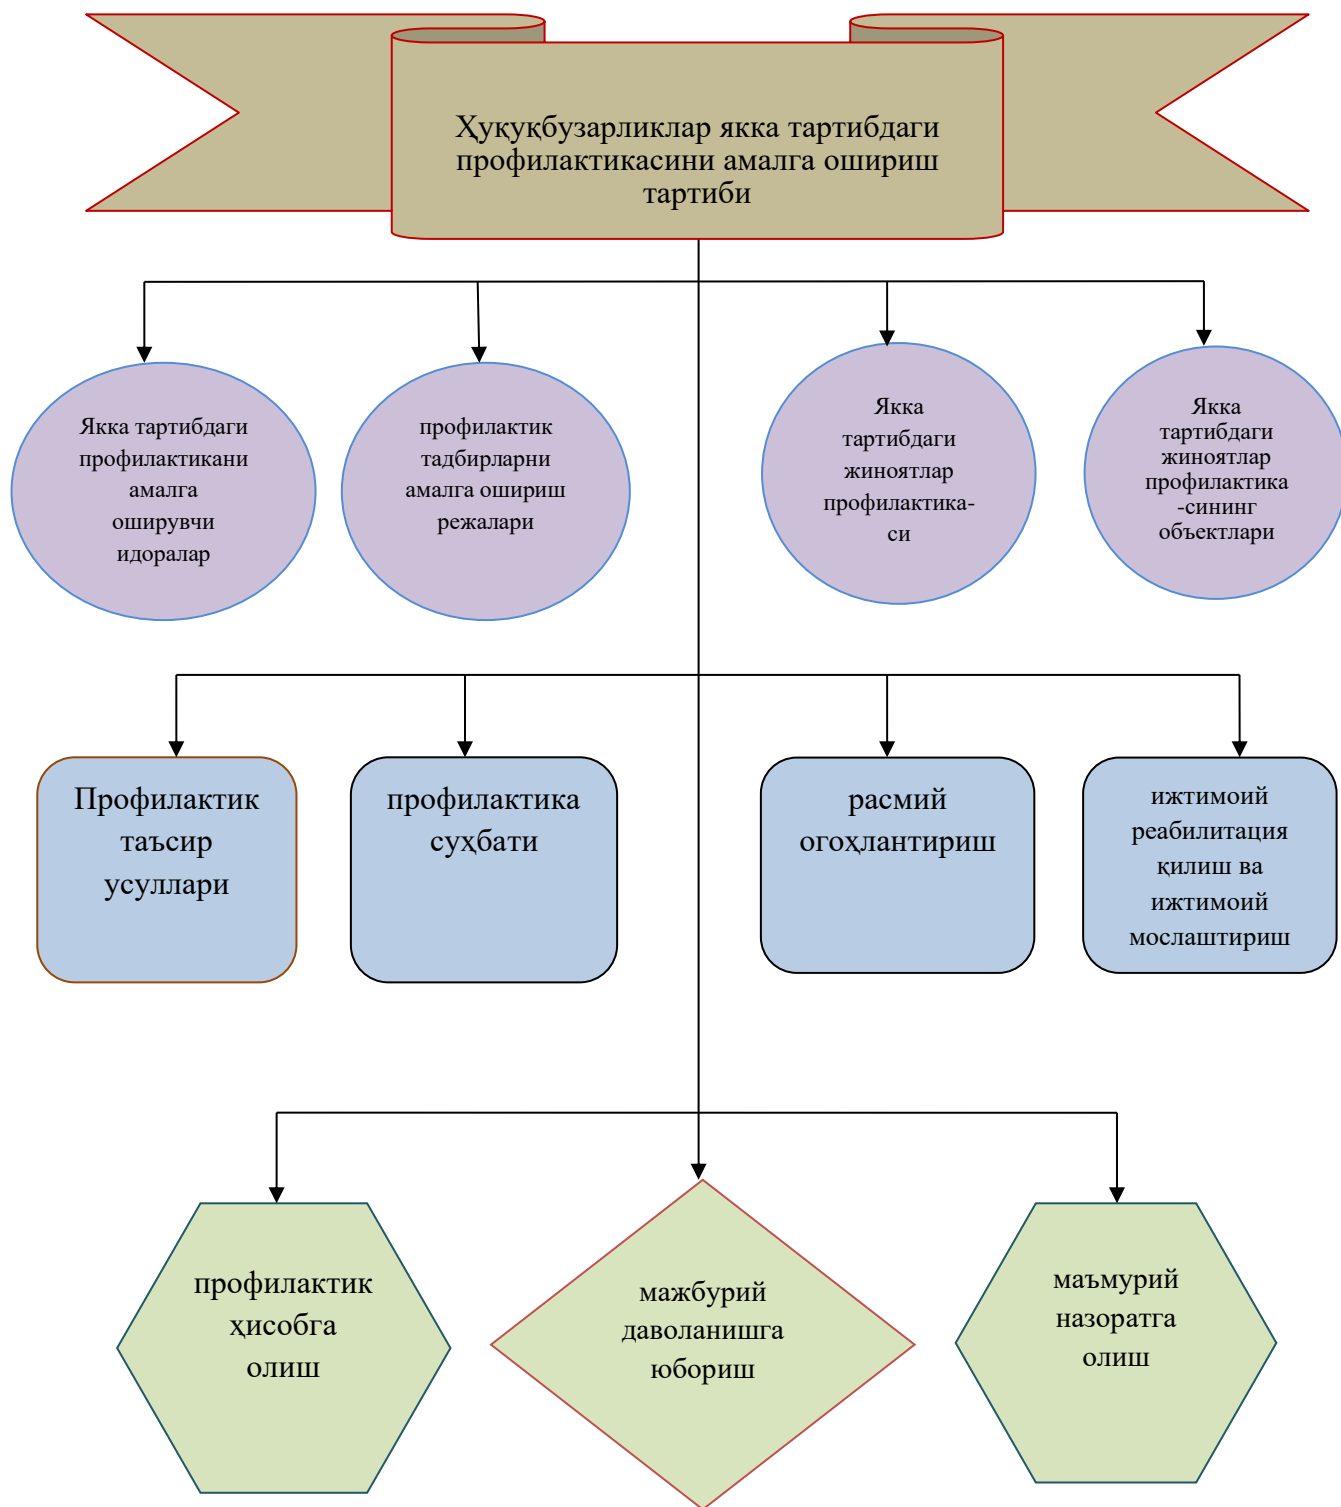 Ҳуқуқбузарликлар якка тартибдаги
профилактикасини амалга ошириш
тартиби
Якка тартибдаги
профилактикани
амалга
оширувчи
идоралар
профилактик
тадбирларни
амалга ошириш
режалари
Якка
тартибдаги
жиноятлар
профилактика-
си
Якка
тартибдаги
жиноятлар
профилактика
-сининг
объектлари
Профилактик
таъсир
усуллари
профилактика
суҳбати
расмий
огоҳлантириш
ижтимоий
реабилитация
қилиш ва
ижтимоий
мослаштириш
профилактик
ҳисобга
олиш
мажбурий
даволанишга
юбориш
маъмурий
назоратга
олиш